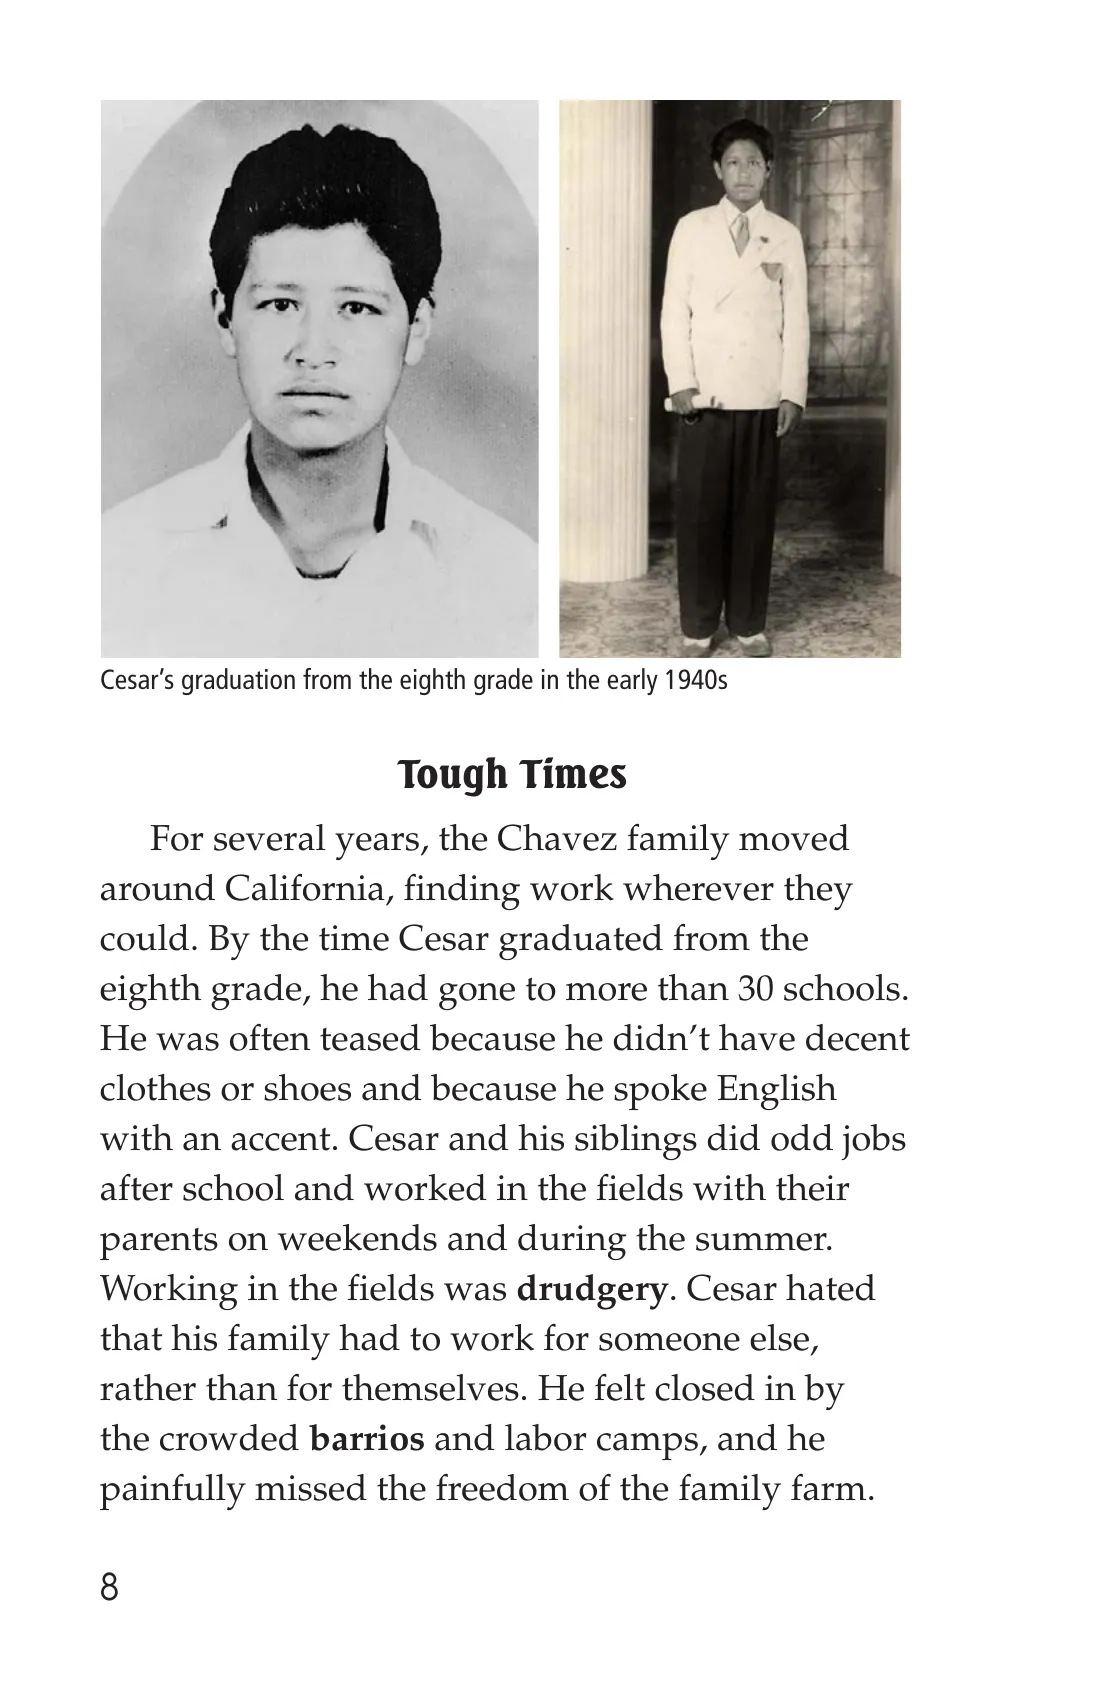 Cesar’s graduation from the eighth grade in the early 1940s
Tough Times
For several years, the Chavez family moved
around California, finding work wherever they
could. By the time Cesar graduated from the
eighth grade, he had gone to more than 30 schools.
He was often teased because he didn’t have decent
clothes or shoes and because he spoke English
with an accent. Cesar and his siblings did odd jobs
after school and worked in the fields with their
parents on weekends and during the summer.
Working in the fields was drudgery. Cesar hated
that his family had to work for someone else,
rather than for themselves. He felt closed in by
the crowded barrios and labor camps, and he
painfully missed the freedom of the family farm.
8